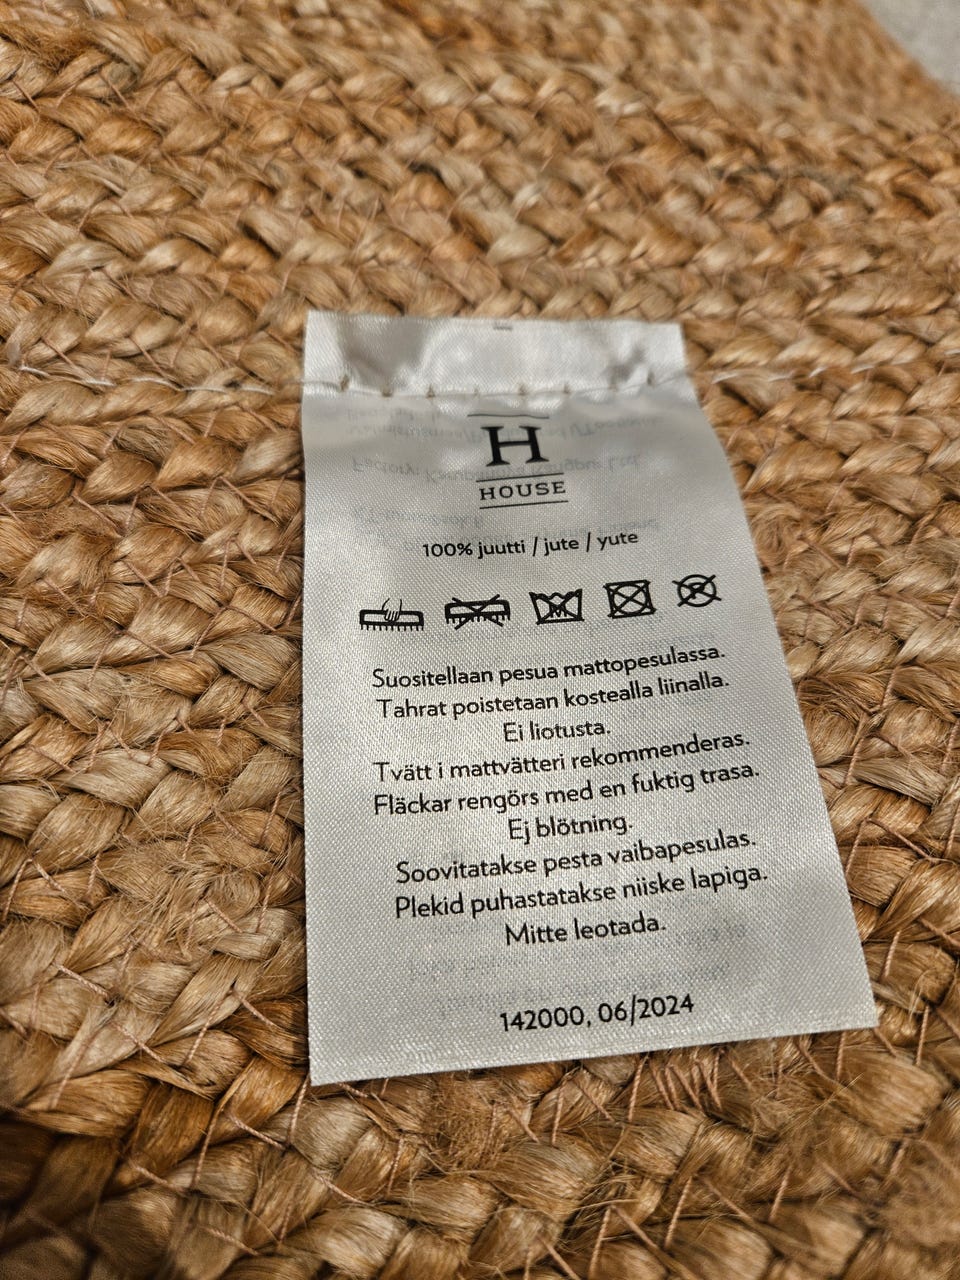 H
HOUSE
100% juutti / jute / yute
Suositellaan pesua mattopesulassa.
Tahrat poistetaan kostealla liinalla.
Ei liotusta.
Tvätt i mattvätteri rekommenderas.
Fläckar rengörs med en fuktig trasa.
Ej blötning.
Soovitatakse pesta vaibapesulas.
Plekid puhastatakse niiske lapiga.
Mitte leotada.
142000, 06/2024